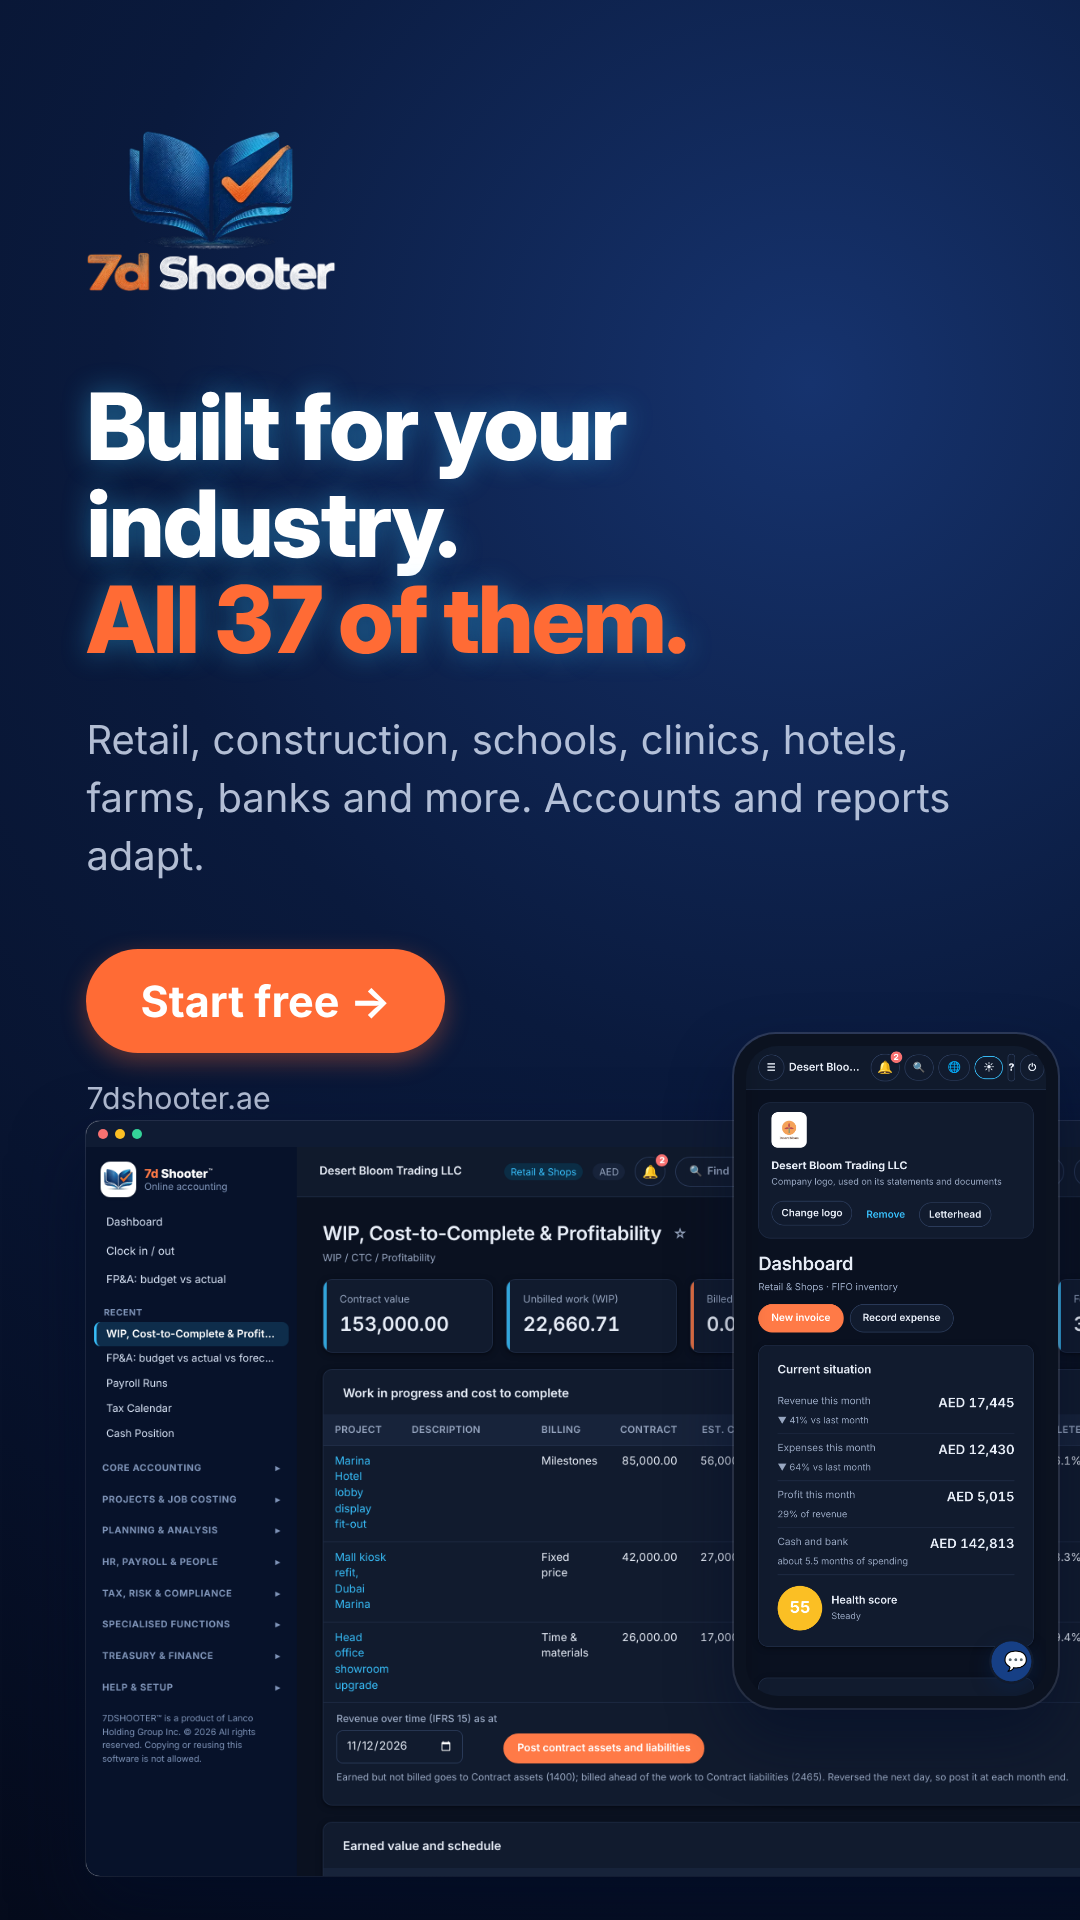 7d Shooter
Built for your
industry.
All 37 of them.
Retail, construction, schools, clinics, hotels,
farms, banks and more. Accounts and reports
adapt.
Start free →
7dshooter.ae
7d Shooter™
Online accounting
Dashboard
Clock in / out
FP&A: budget vs actual
RECENT
WIP, Cost-to-Complete & Profit...
FP&A: budget vs actual vs forec...
Payroll Runs
Tax Calendar
Cash Position
CORE ACCOUNTING
PROJECTS & JOB COSTING
PLANNING & ANALYSIS
HR, PAYROLL & PEOPLE
TAX, RISK & COMPLIANCE
SPECIALISED FUNCTIONS
TREASURY & FINANCE
HELP & SETUP
7DSHOOTER™ is a product of Lanco
Holding Group Inc. © 2026 All rights
reserved. Copying or reusing this
software is not allowed.
Desert Bloom Trading LLC
Retail & Shops
AED
2
Find
WIP, Cost-to-Complete & Profitability
WIP / CTC / Profitability
Contract value
153,000.00
Unbilled work (WIP)
22,660.71
Billed
0.0
Work in progress and cost to complete
PROJECT DESCRIPTION BILLING CONTRACT EST. C
Marina
Hotel
lobby
display
fit-out
Milestones 85,000.00 56,00
Mall kiosk
refit,
Dubai
Marina
Fixed
price
42,000.00 27,00
Head
office
showroom
upgrade
Time &
materials
26,000.00 17,00
Revenue over time (IFRS 15) as at
11/12/2026
Post contract assets and liabilities
Earned but not billed goes to Contract assets (1400); billed ahead of the work to Contract liabilities (2465). Reversed the next day, so post it at each month end.
Earned value and schedule
Desert Bloo...
2
?
Desert Bloom Trading LLC
Company logo, used on its statements and documents
Change logo
Remove
Letterhead
Dashboard
Retail & Shops · FIFO inventory
New invoice
Record expense
Current situation
Revenue this month
AED 17,445
▼ 41% vs last month
Expenses this month
AED 12,430
▼ 64% vs last month
Profit this month
AED 5,015
29% of revenue
Cash and bank
AED 142,813
about 5.5 months of spending
55
Health score
Steady